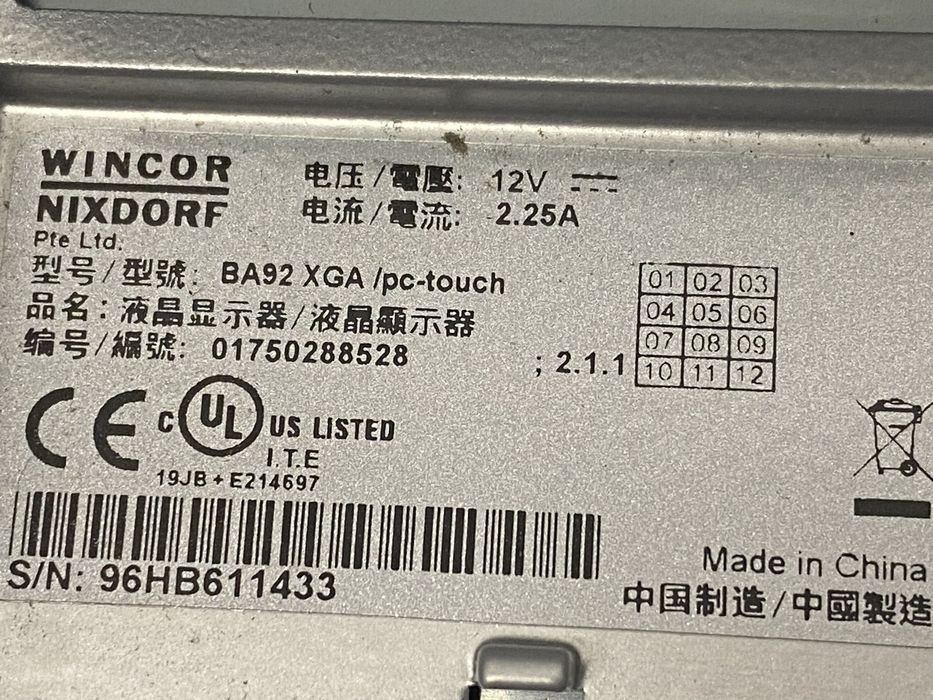 WINCOR
NIXDORF
Pte Ltd.
电压/電壓: 12V
电流/電流: 2.25A
型号/型號: BA92 XGA /pc-touch
品名: 液晶显示器/液晶顯示器
编号/編號: 01750288528 ; 2.1.1
01 02 03
04 05 06
07 08 09
10 11 12
CE C UL US LISTED
I.T.E
19JB + E214697
S/N: 96HB611433
Made in China
中国制造/中國製造